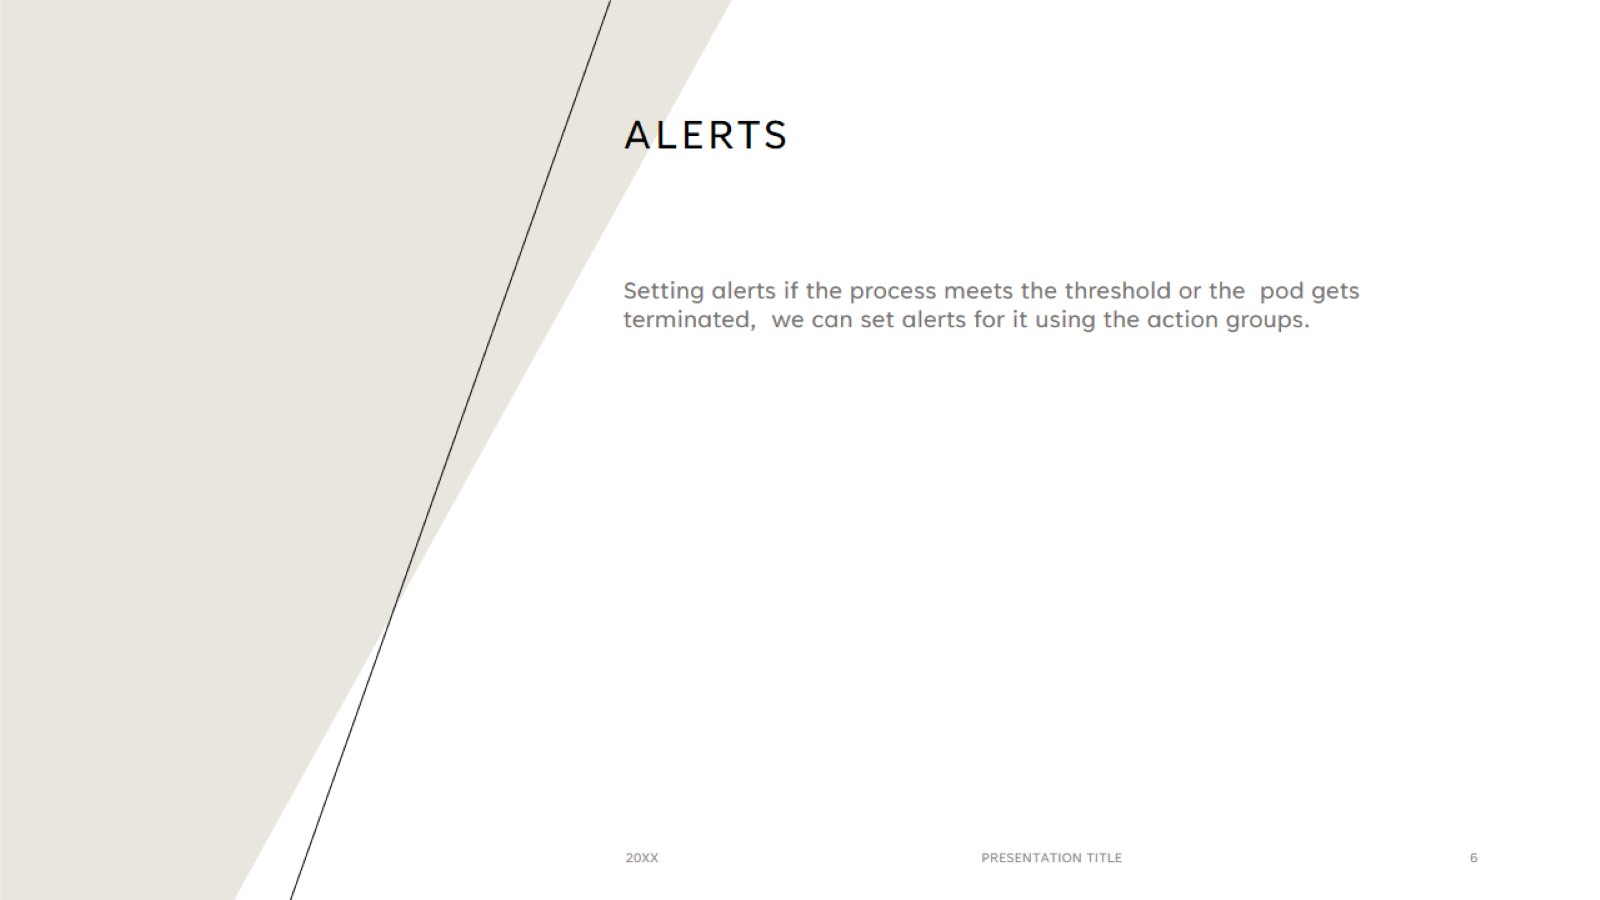 ALERTS
Setting alerts if the process meets the threshold or the  pod gets
terminated,  we can set alerts for it using the action groups.
20XX
PRESENTATION TITLE
6